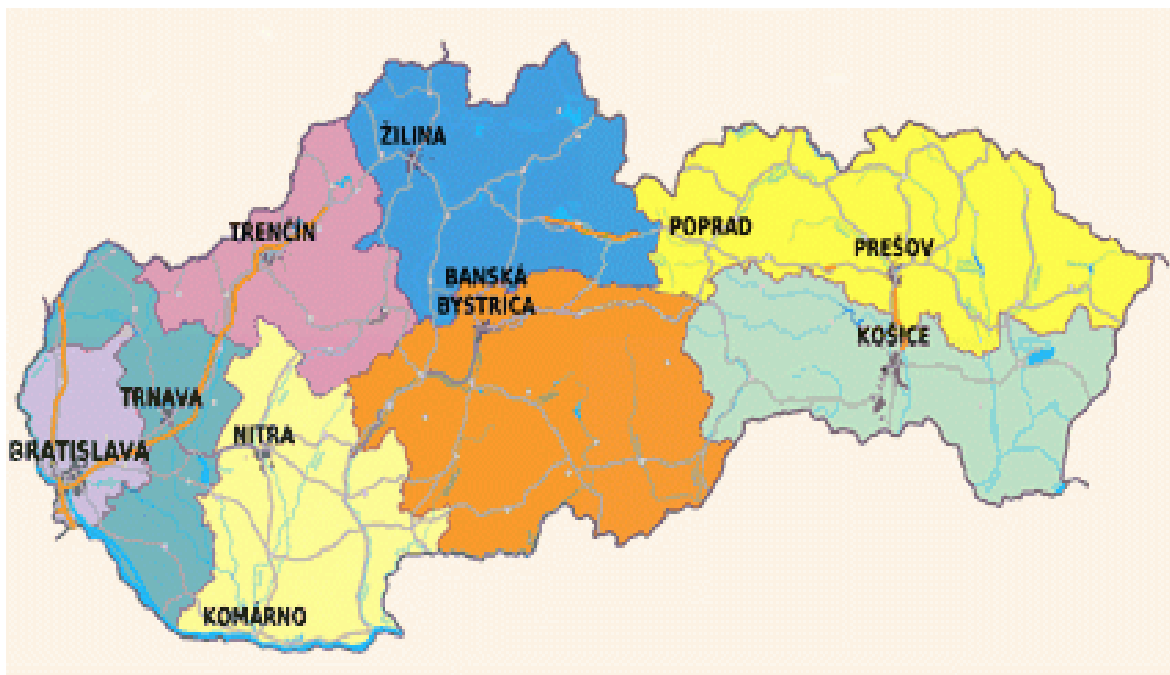 ŽILINA
TRENČÍN
POPRAD
PREŠOV
BANSKÁ
BYSTRICA
KOŠICE
TRNAVA
NITRA
BRATISLAVA
KOMÁRNO